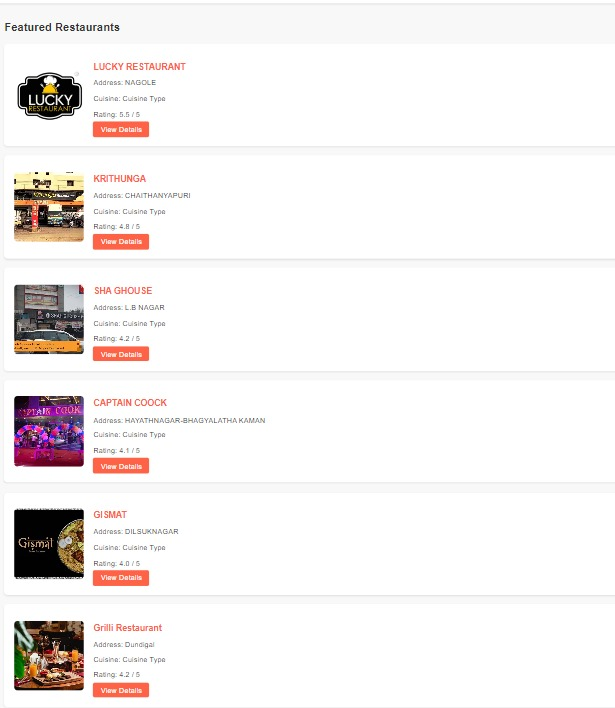 Featured Restaurants
LUCKY
RESTAURANT
LUCKY RESTAURANT
Address: NAGOLE
Cuisine: Cuisine Type
Rating: 5.5 / 5
View Details
KRITHUNGA
Address: CHAITHANYAPURI
Cuisine: Cuisine Type
Rating: 4.8 / 5
View Details
SHA GHOUSE
Address: L.B NAGAR
Cuisine: Cuisine Type
Rating: 4.2 / 5
View Details
CAPTAIN COOK
CAPTAIN COOCK
Address: HAYATHNAGAR-BHAGYALATHA KAMAN
Cuisine: Cuisine Type
Rating: 4.1 / 5
View Details
Gismat
GISMAT
Address: DILSUKNAGAR
Cuisine: Cuisine Type
Rating: 4.0 / 5
View Details
Grilli Restaurant
Address: Dundigal
Cuisine: Cuisine Type
Rating: 4.2 / 5
View Details